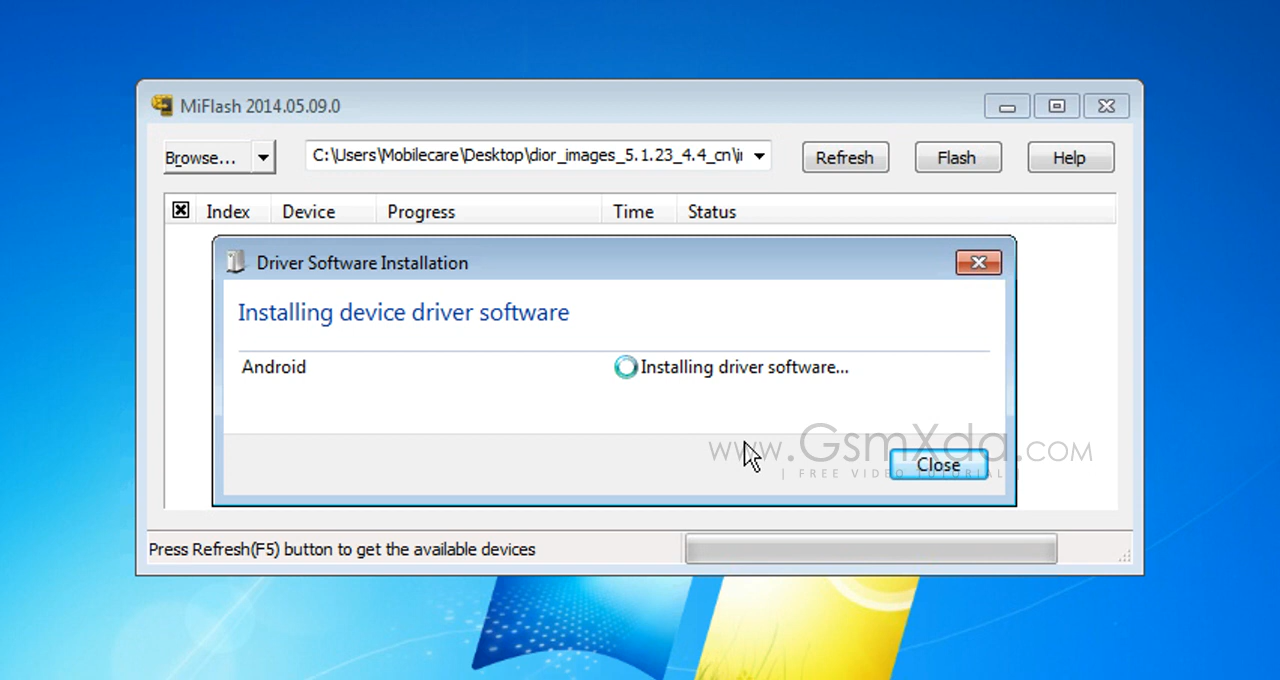 MiFlash 2014.05.09.0
Browse...
C:\Users\Mobilecare\Desktop\dior_images_5.1.23_4.4_cn\
Refresh
Flash
Help
Index Device Progress Time Status
Driver Software Installation
Installing device driver software
Android Installing driver software...
www.GsmXda.com
| FREE VIDEO TUTORIAL |
Close
Press Refresh(F5) button to get the available devices